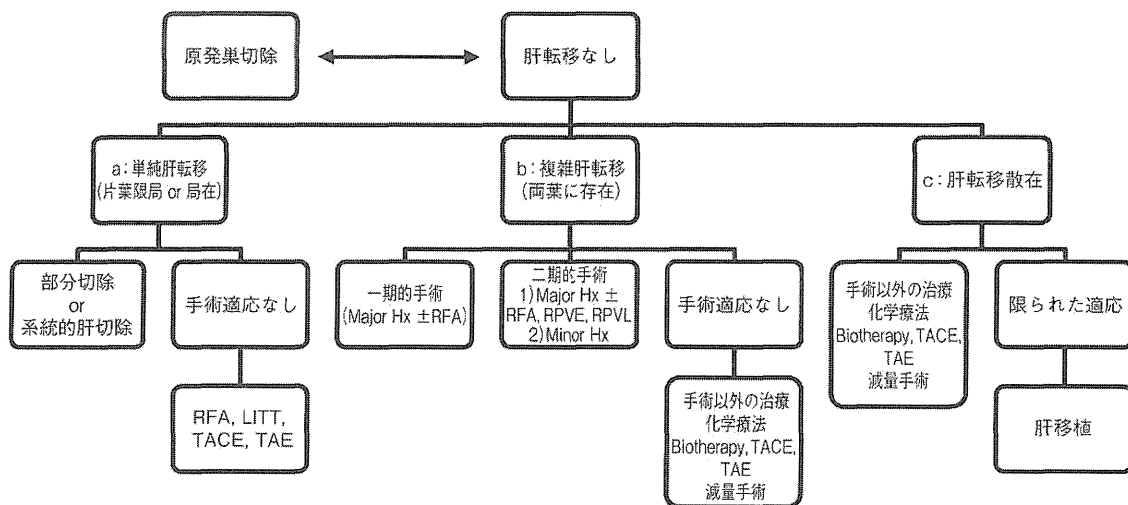 原発巣切除
肝転移なし
a:単純肝転移
(片葉限局 or 局在)
b:複雑肝転移
(両葉に存在)
c:肝転移散在
部分切除
or
系統的肝切除
手術適応なし
一期的手術
(Major Hx ±RFA)
二期的手術
1)Major Hx ±
RFA, RPVE, RPVL
2)Minor Hx
手術適応なし
手術以外の治療
化学療法
Biotherapy, TACE,
TAE
減量手術
限られた適応
RFA, LITT,
TACE, TAE
手術以外の治療
化学療法
Biotherapy, TACE,
TAE
減量手術
肝移植